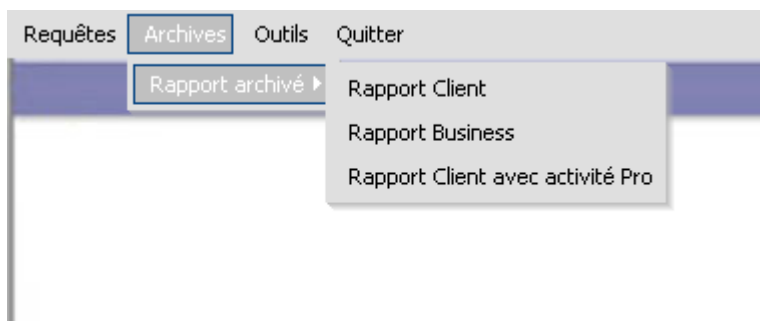 Requêtes Archives Outils Quitter
Rapport archivé
Rapport Client
Rapport Business
Rapport Client avec activité Pro